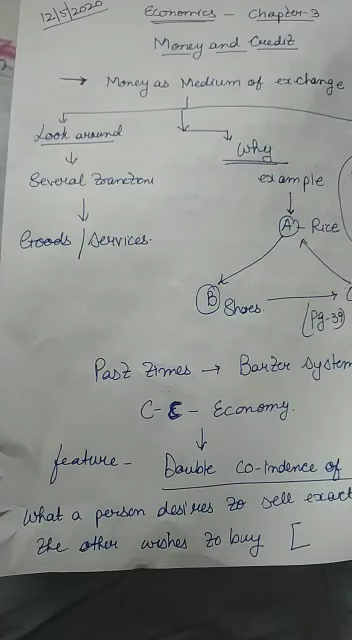 12/5/2020
Economics - Chapter-3
Money and Credit
→ Money as Medium of exchange
Look around
Why
Several Tranctions
example
Goods / Services.
A - Rice
B Shoes.
(Pg-39)
Past Times → Barter System
C-C - Economy.
feature - Double Co-indence of
What a person desires to sell exact
the other wishes to buy [